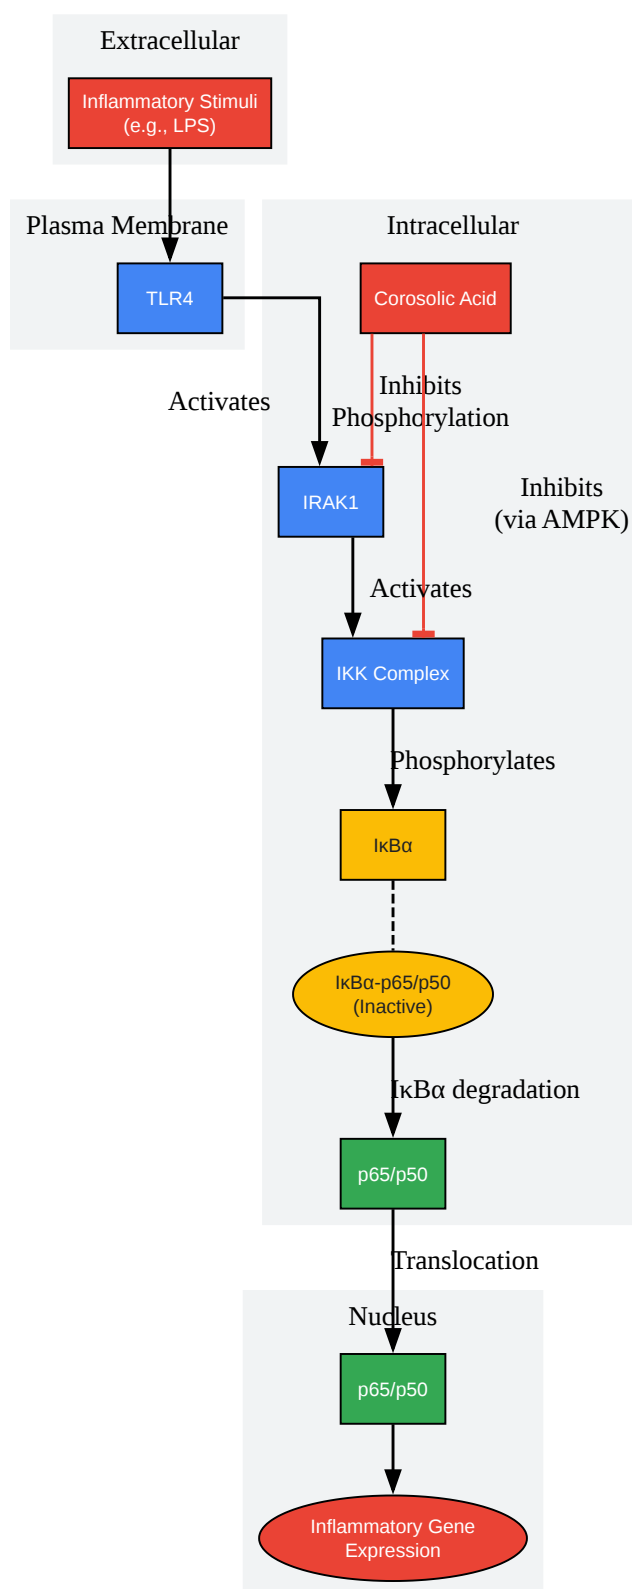 Extracellular
Inflammatory Stimuli
(e.g., LPS)
Plasma Membrane
Intracellular
TLR4
Corosolic Acid
Activates
Inhibits
Phosphorylation
IRAK1
Inhibits
(via AMPK)
Activates
IKK Complex
Phosphorylates
IκBα
IκBα-p65/p50
(Inactive)
IκBα degradation
p65/p50
Translocation
Nucleus
p65/p50
Inflammatory Gene
Expression